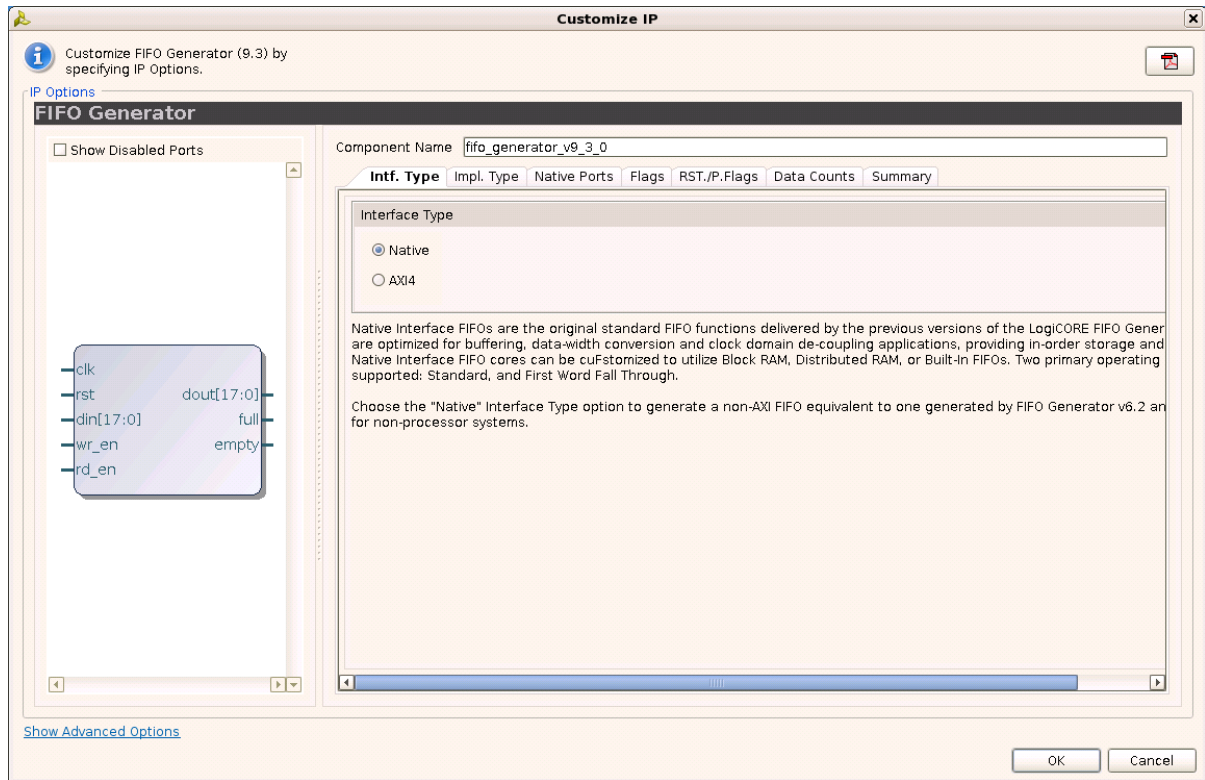 Customize IP
Customize FIFO Generator (9.3) by
specifying IP Options.
IP Options
FIFO Generator
Show Disabled Ports
clk
rst
din[17:0]
wr_en
rd_en
dout[17:0]
full
empty
Component Name fifo_generator_v9_3_0
Intf. Type Impl. Type Native Ports Flags RST./P.Flags Data Counts Summary
Interface Type
Native
AXI4
Native Interface FIFOs are the original standard FIFO functions delivered by the previous versions of the LogiCORE FIFO Gener
are optimized for buffering, data-width conversion and clock domain de-coupling applications, providing in-order storage and
Native Interface FIFO cores can be cuFstomized to utilize Block RAM, Distributed RAM, or Built-In FIFOs. Two primary operating
supported: Standard, and First Word Fall Through.
Choose the "Native" Interface Type option to generate a non-AXI FIFO equivalent to one generated by FIFO Generator v6.2 an
for non-processor systems.
Show Advanced Options
OK Cancel